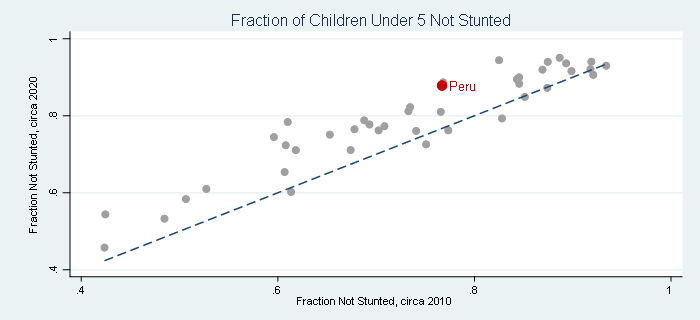 Fraction of Children Under 5 Not Stunted
Fraction Not Stunted, circa 2020
1
.8
.6
.4
Peru
.4
.6
.8
1
Fraction Not Stunted, circa 2010